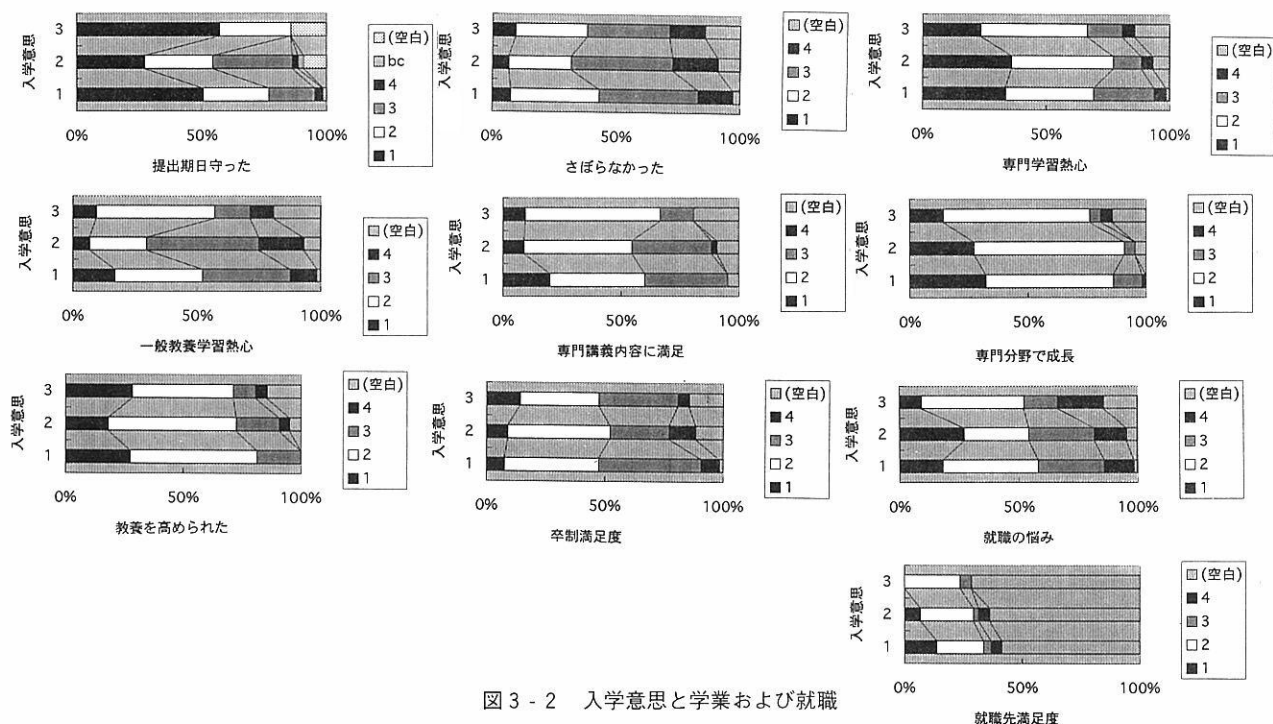 入学意思
3
2
1
0% 50% 100%
提出期日守った
(空白)
bc
4
3
2
1
入学意思
3
2
1
0% 50% 100%
さぼらなかった
(空白)
4
3
2
1
入学意思
3
2
1
0% 50% 100%
専門学習熱心
(空白)
4
3
2
1
入学意思
3
2
1
0% 50% 100%
一般教養学習熱心
(空白)
4
3
2
1
入学意思
3
2
1
0% 50% 100%
専門講義内容に満足
(空白)
4
3
2
1
入学意思
3
2
1
0% 50% 100%
専門分野で成長
(空白)
4
3
2
1
入学意思
3
2
1
0% 50% 100%
教養を高められた
(空白)
4
3
2
1
入学意思
3
2
1
0% 50% 100%
卒制満足度
(空白)
4
3
2
1
入学意思
3
2
1
0% 50% 100%
就職の悩み
(空白)
4
3
2
1
入学意思
3
2
1
0% 50% 100%
就職先満足度
(空白)
4
3
2
1
図3-2 入学意思と学業および就職